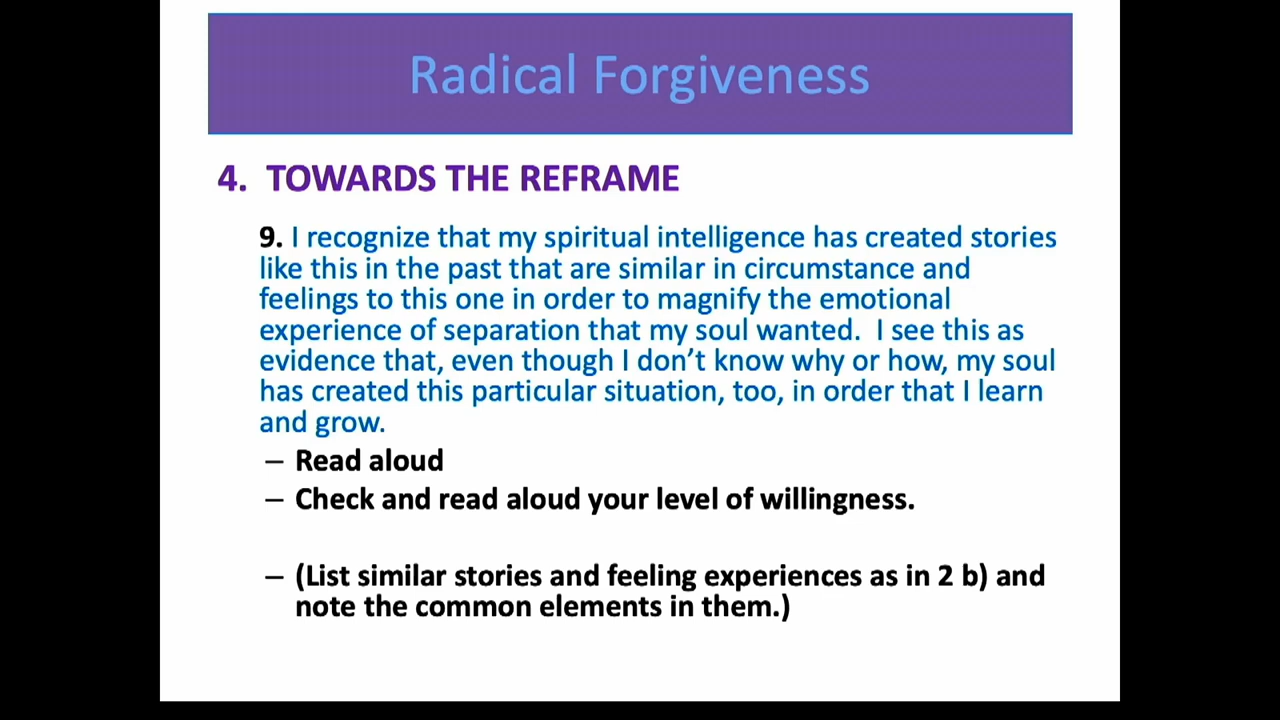 Radical Forgiveness
4. TOWARDS THE REFRAME
9. I recognize that my spiritual intelligence has created stories
like this in the past that are similar in circumstance and
feelings to this one in order to magnify the emotional
experience of separation that my soul wanted. I see this as
evidence that, even though I don’t know why or how, my soul
has created this particular situation, too, in order that I learn
and grow.
– Read aloud
– Check and read aloud your level of willingness.
– (List similar stories and feeling experiences as in 2 b) and
note the common elements in them.)